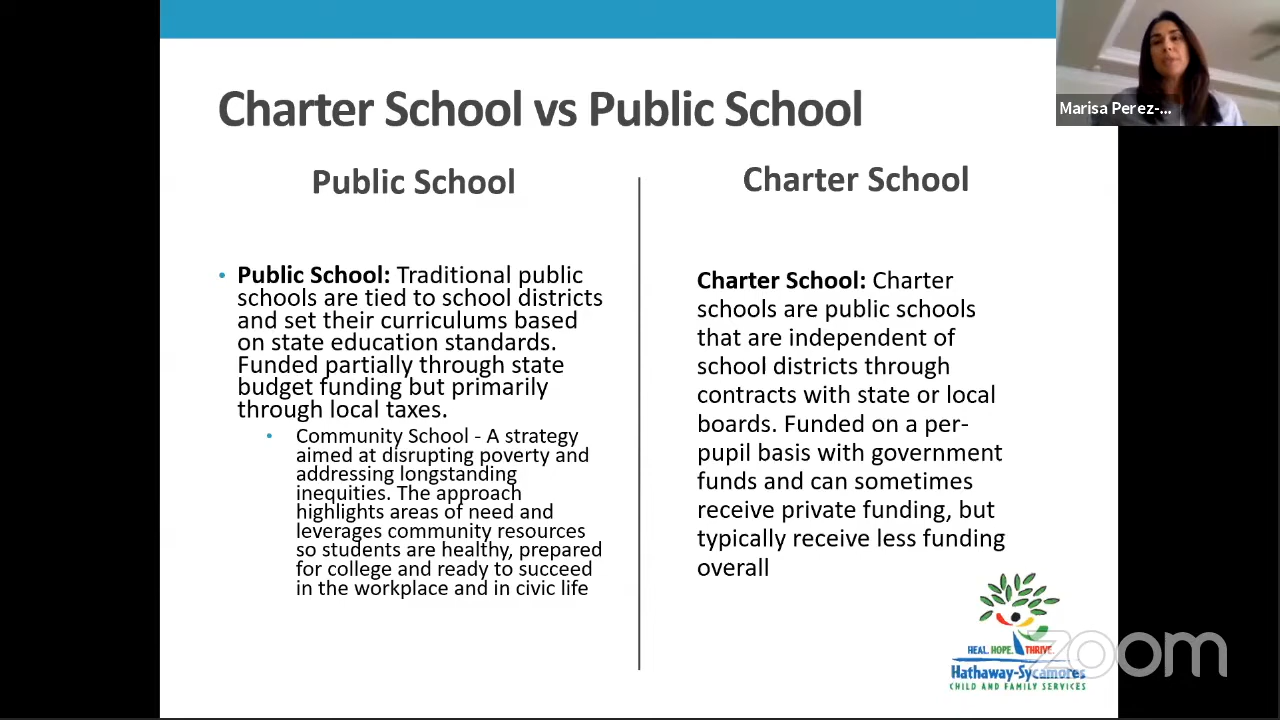 Charter School vs Public School
Marisa Perez-...
Public School
Public School: Traditional public
schools are tied to school districts
and set their curriculums based
on state education standards.
Funded partially through state
budget funding but primarily
through local taxes.
Community School - A strategy
aimed at disrupting poverty and
addressing longstanding
inequities. The approach
highlights areas of need and
leverages community resources
so students are healthy, prepared
for college and ready to succeed
in the workplace and in civic life
Charter School
Charter School: Charter
schools are public schools
that are independent of
school districts through
contracts with state or local
boards. Funded on a per-
pupil basis with government
funds and can sometimes
receive private funding, but
typically receive less funding
overall
HEAL. HOPE. THRIVE.
Hathaway-Sycamores
CHILD AND FAMILY SERVICES
zoom